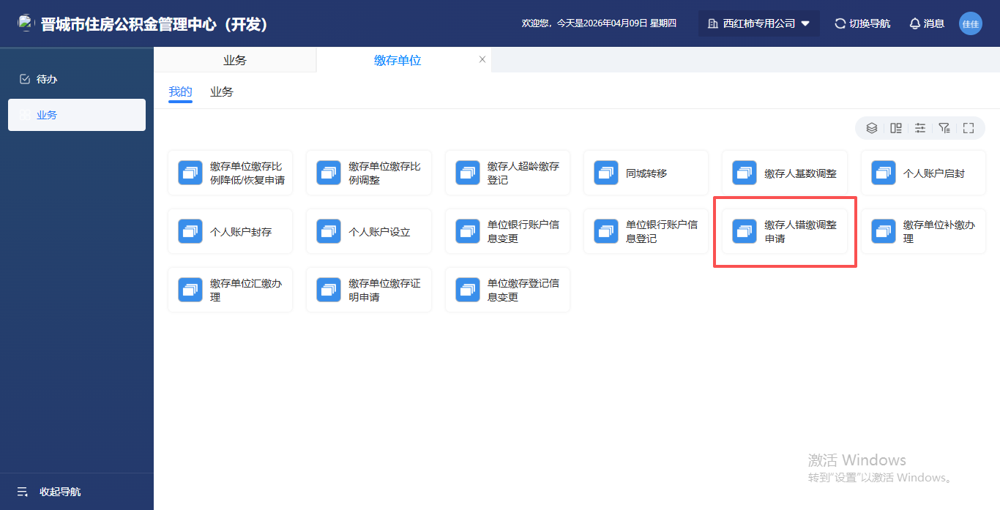 晋城市住房公积金管理中心（开发）
欢迎您，今天是2026年04月09日 星期四
西红柿专用公司
切换导航
消息
佳佳
待办
业务
收起导航
业务
缴存单位
我的
业务
缴存单位缴存比
例降低/恢复申请
缴存单位缴存比
例调整
缴存人超龄缴存
登记
同城转移
缴存人基数调整
个人账户启封
个人账户封存
个人账户设立
单位银行账户信
息变更
单位银行账户信
息登记
缴存人错缴调整
申请
缴存单位补缴办
理
缴存单位汇缴办
理
缴存单位缴存证
明申请
单位缴存登记信
息变更
激活 Windows
转到"设置"以激活 Windows。